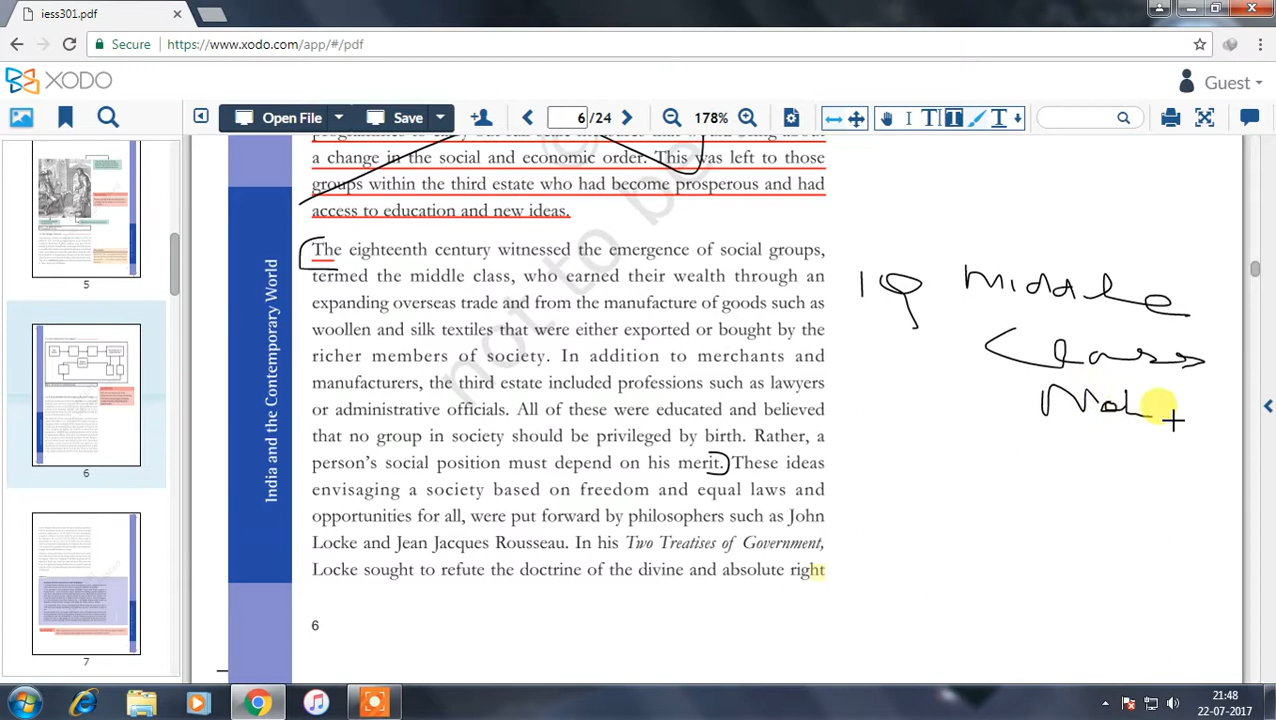 iess301.pdf
Secure https://www.xodo.com/app/#/pdf
XODO
Guest
Open File Save 6 /24 178%
a change in the social and economic order. This was left to those
groups within the third estate who had become prosperous and had
access to education and new ideas.
The eighteenth century witnessed the emergence of social groups,
termed the middle class, who earned their wealth through an
expanding overseas trade and from the manufacture of goods such as
woollen and silk textiles that were either exported or bought by the
richer members of society. In addition to merchants and
manufacturers, the third estate included professions such as lawyers
or administrative officials. All of these were educated and believed
that no group in society should be privileged by birth. Rather, a
person's social position must depend on his merit. These ideas
envisaging a society based on freedom and equal laws and
opportunities for all, were put forward by philosophers such as John
Locke and Jean Jacques Rousseau. In his Two Treatises of Government,
Locke sought to refute the doctrine of the divine and absolute right
6
India and the Contemporary World
not to be
Middle
Class
5
6
7
21:48
22-07-2017